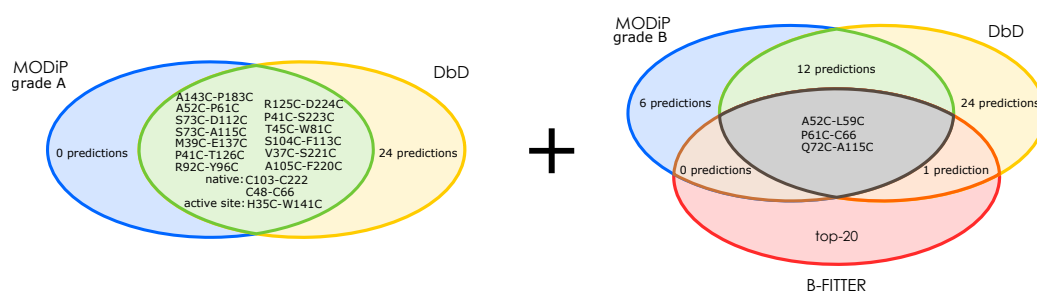 MODiP
grade A
DbD
0 predictions
A143C-P183C
A52C-P61C
S73C-D112C
S73C-A115C
M39C-E137C
P41C-T126C
R92C-Y96C
R125C-D224C
P41C-S223C
T45C-W81C
S104C-F113C
V37C-S221C
A105C-F220C
native: C103-C222
C48-C66
active site: H35C-W141C
24 predictions
+
MODiP
grade B
DbD
12 predictions
6 predictions
24 predictions
A52C-L59C
P61C-C66
Q72C-A115C
0 predictions
1 prediction
top-20
B-FITTER